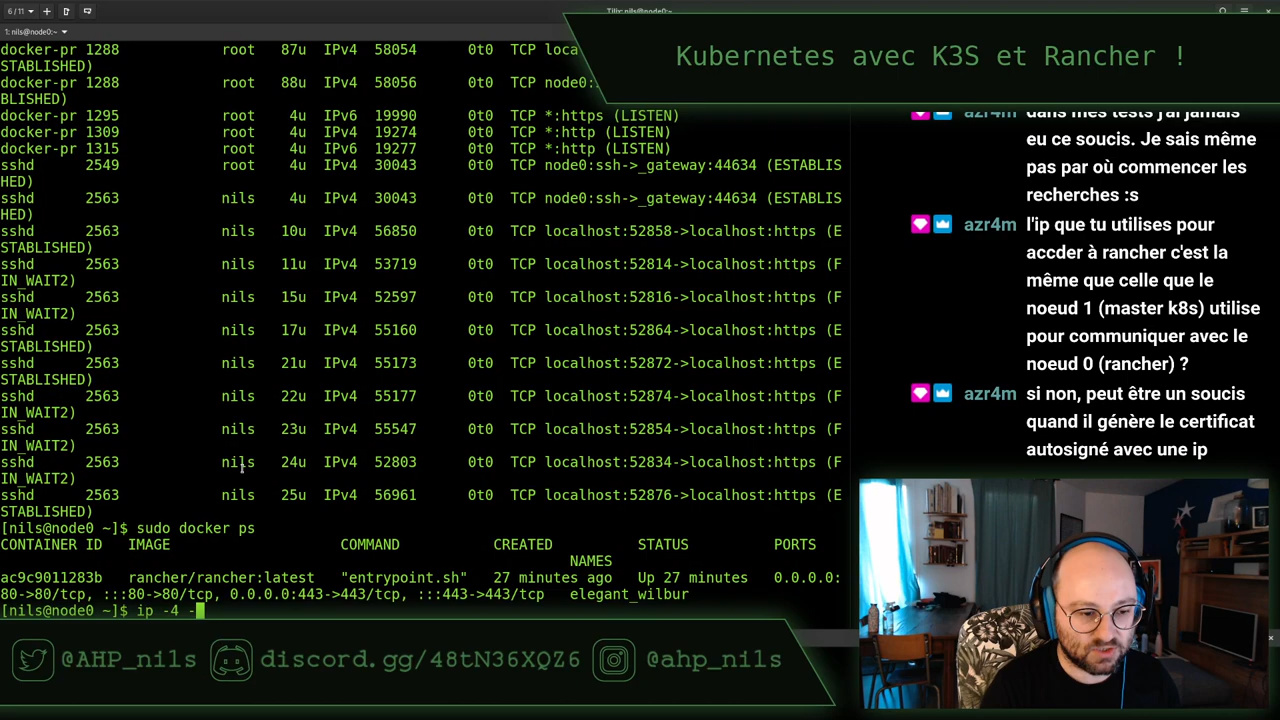 6 / 11
Tilix: nils@node0:~
1: nils@node0:~
Kubernetes avec K3S et Rancher !
docker-pr 1288 root 87u IPv4 58054 0t0 TCP loca
STABLISHED)
docker-pr 1288 root 88u IPv4 58056 0t0 TCP node0:
BLISHED)
docker-pr 1295 root 4u IPv6 19990 0t0 TCP *:https (LISTEN)
docker-pr 1309 root 4u IPv4 19274 0t0 TCP *:http (LISTEN)
docker-pr 1315 root 4u IPv6 19277 0t0 TCP *:http (LISTEN)
sshd 2549 root 4u IPv4 30043 0t0 TCP node0:ssh->_gateway:44634 (ESTABLIS
HED)
sshd 2563 nils 4u IPv4 30043 0t0 TCP node0:ssh->_gateway:44634 (ESTABLIS
HED)
sshd 2563 nils 10u IPv4 56850 0t0 TCP localhost:52858->localhost:https (E
STABLISHED)
sshd 2563 nils 11u IPv4 53719 0t0 TCP localhost:52814->localhost:https (F
IN_WAIT2)
sshd 2563 nils 15u IPv4 52597 0t0 TCP localhost:52816->localhost:https (F
IN_WAIT2)
sshd 2563 nils 17u IPv4 55160 0t0 TCP localhost:52864->localhost:https (E
STABLISHED)
sshd 2563 nils 21u IPv4 55173 0t0 TCP localhost:52872->localhost:https (E
STABLISHED)
sshd 2563 nils 22u IPv4 55177 0t0 TCP localhost:52874->localhost:https (F
IN_WAIT2)
sshd 2563 nils 23u IPv4 55547 0t0 TCP localhost:52854->localhost:https (F
IN_WAIT2)
sshd 2563 nils 24u IPv4 52803 0t0 TCP localhost:52834->localhost:https (F
IN_WAIT2)
sshd 2563 nils 25u IPv4 56961 0t0 TCP localhost:52876->localhost:https (E
STABLISHED)
[nils@node0 ~]$ sudo docker ps
CONTAINER ID IMAGE COMMAND CREATED STATUS PORTS
NAMES
ac9c9011283b rancher/rancher:latest "entrypoint.sh" 27 minutes ago Up 27 minutes 0.0.0.0:
80->80/tcp, :::80->80/tcp, 0.0.0.0:443->443/tcp, :::443->443/tcp elegant_wilbur
[nils@node0 ~]$ ip -4 -
azr4m dans mes tests j'ai jamais
eu ce soucis. Je sais même
pas par où commencer les
recherches :s
azr4m l'ip que tu utilises pour
accder à rancher c'est la
même que celle que le
noeud 1 (master k8s) utilise
pour communiquer avec le
noeud 0 (rancher) ?
azr4m si non, peut être un soucis
quand il génère le certificat
autosigné avec une ip
@AHP_nils discord.gg/48tN36XQZ6 @ahp_nils